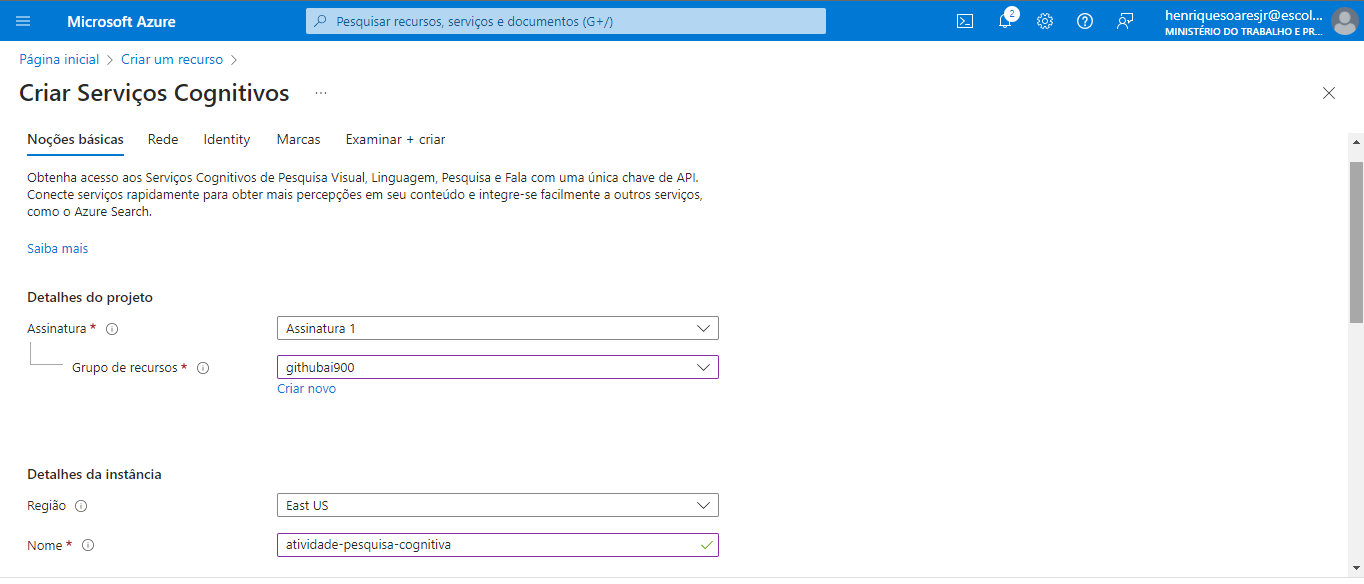 Microsoft Azure
Pesquisar recursos, serviços e documentos (G+/)
2
henriquesoaresjr@escol...
MINISTÉRIO DO TRABALHO E PR...
Página inicial > Criar um recurso >
Criar Serviços Cognitivos ...
Noções básicas Rede Identity Marcas Examinar + criar
Obtenha acesso aos Serviços Cognitivos de Pesquisa Visual, Linguagem, Pesquisa e Fala com uma única chave de API.
Conecte serviços rapidamente para obter mais percepções em seu conteúdo e integre-se facilmente a outros serviços,
como o Azure Search.
Saiba mais
Detalhes do projeto
Assinatura * Assinatura 1
Grupo de recursos * githubai900
Criar novo
Detalhes da instância
Região East US
Nome * atividade-pesquisa-cognitiva